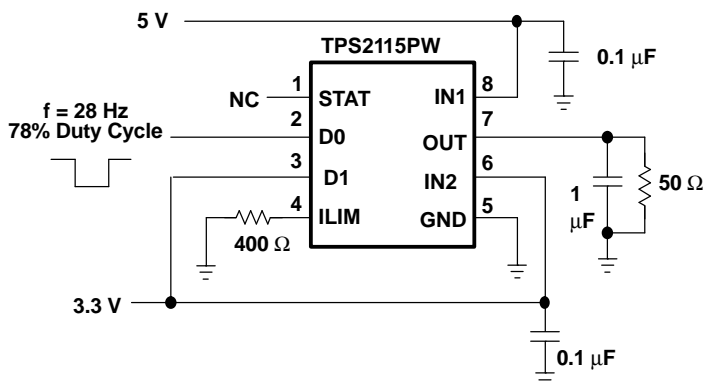 5 V
TPS2115PW
0.1 μF
NC
1
STAT
IN1
8
f = 28 Hz
78% Duty Cycle
2
D0
OUT
7
3
D1
IN2
6
1
μF
50 Ω
4
ILIM
GND
5
400 Ω
3.3 V
0.1 μF